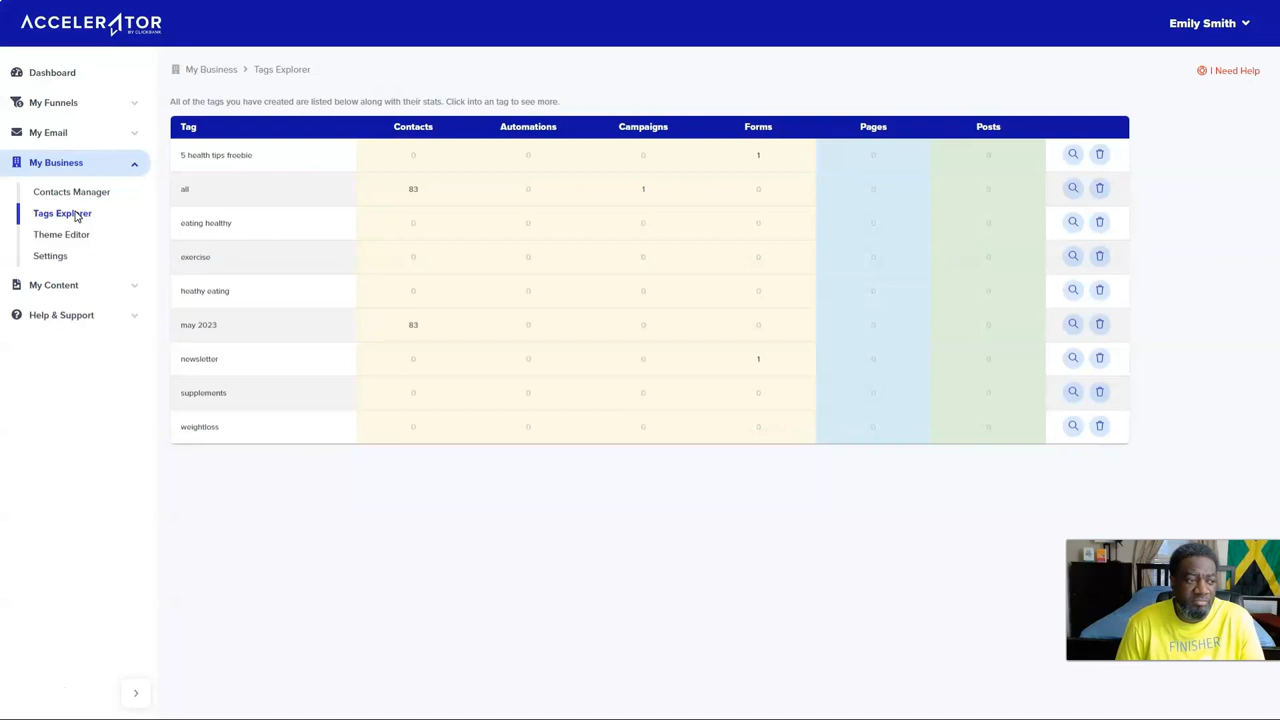 ACCELERATOR
BY CLICKBANK
Emily Smith
Dashboard
My Funnels
My Email
My Business
Contacts Manager
Tags Explorer
Theme Editor
Settings
My Content
Help & Support
My Business > Tags Explorer
I Need Help
All of the tags you have created are listed below along with their stats. Click into an tag to see more.
Tag Contacts Automations Campaigns Forms Pages Posts
5 health tips freebie 0 0 0 1 0 0
all 83 0 1 0 0 0
eating healthy 0 0 0 0 0 0
exercise 0 0 0 0 0 0
heathy eating 0 0 0 0 0 0
may 2023 83 0 0 0 0 0
newsletter 0 0 0 1 0 0
supplements 0 0 0 0 0 0
weightloss 0 0 0 0 0 0
FINISHER